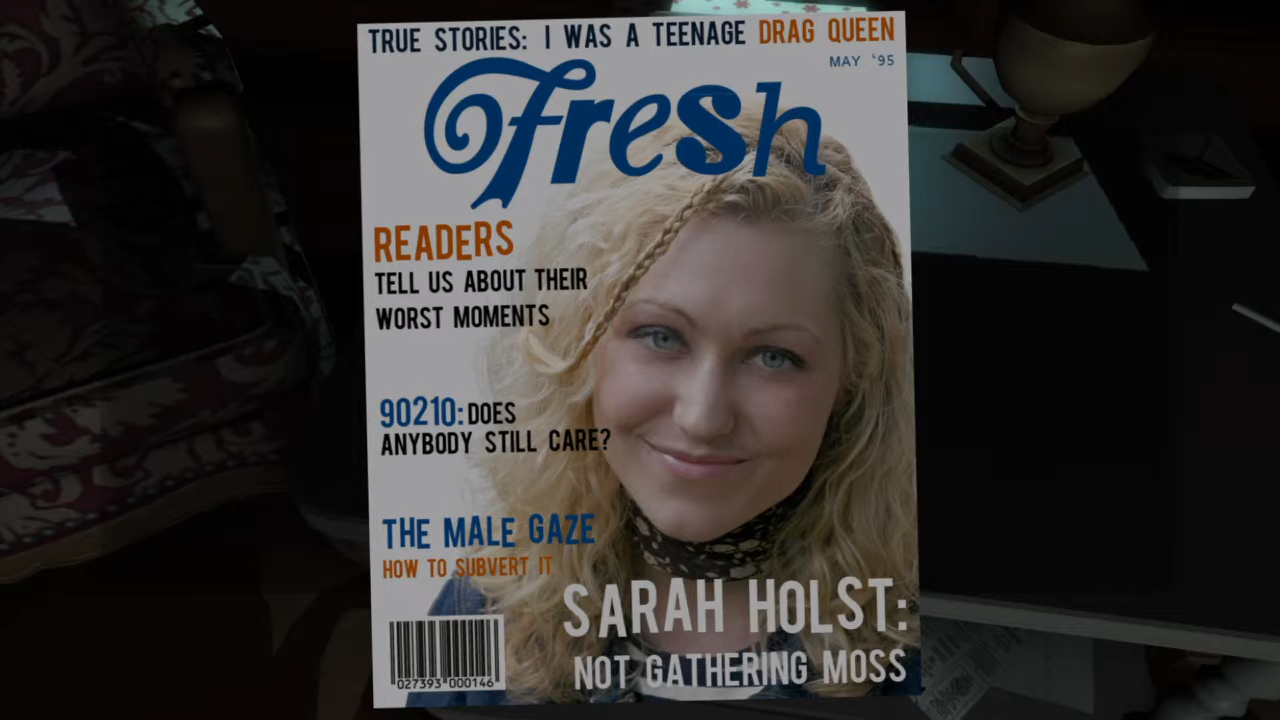 TRUE STORIES: I WAS A TEENAGE DRAG QUEEN
MAY '95
Fresh
READERS
TELL US ABOUT THEIR
WORST MOMENTS
90210: DOES
ANYBODY STILL CARE?
THE MALE GAZE
HOW TO SUBVERT IT
SARAH HOLST:
NOT GATHERING MOSS
027393 000146